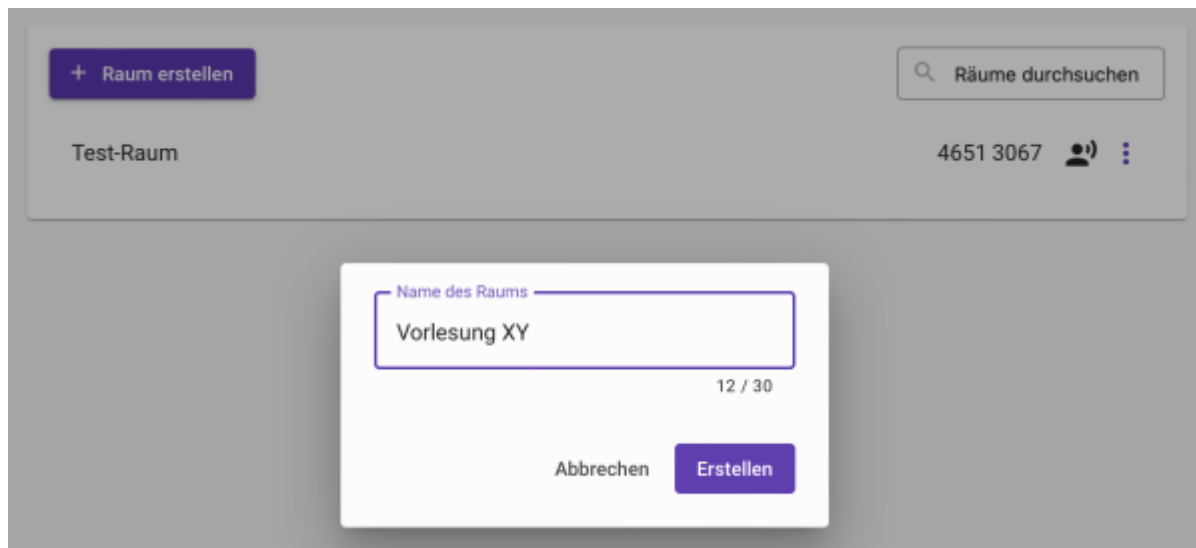 + Raum erstellen
Räume durchsuchen
Test-Raum
4651 3067
Name des Raums
Vorlesung XY
12 / 30
Abbrechen
Erstellen